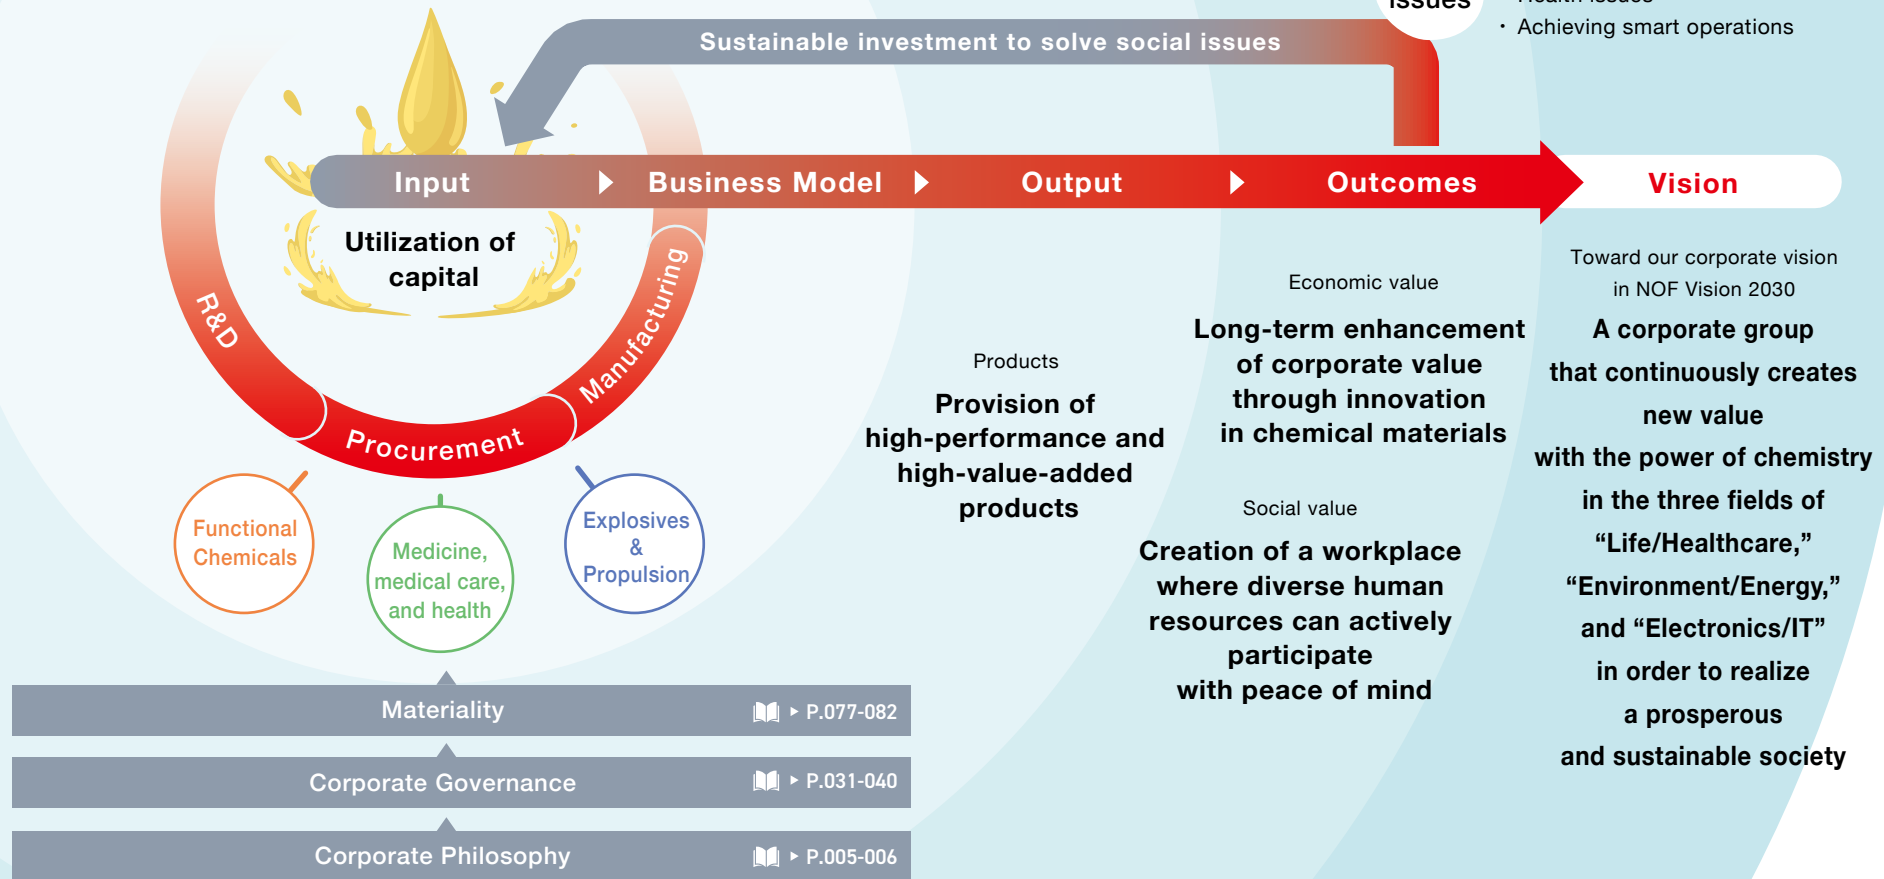 issues
Health issues
・ Achieving smart operations
Sustainable investment to solve social issues
Input
Business Model
Output
Outcomes
Vision
Utilization of
capital
R&D
Procurement
Manufacturing
Functional
Chemicals
Medicine,
medical care,
and health
Explosives
&
Propulsion
Products
Provision of
high-performance and
high-value-added
products
Economic value
Long-term enhancement
of corporate value
through innovation
in chemical materials
Social value
Creation of a workplace
where diverse human
resources can actively
participate
with peace of mind
Toward our corporate vision
in NOF Vision 2030
A corporate group
that continuously creates
new value
with the power of chemistry
in the three fields of
“Life/Healthcare,”
“Environment/Energy,”
and “Electronics/IT”
in order to realize
a prosperous
and sustainable society
Materiality
P.077-082
Corporate Governance
P.031-040
Corporate Philosophy
P.005-006